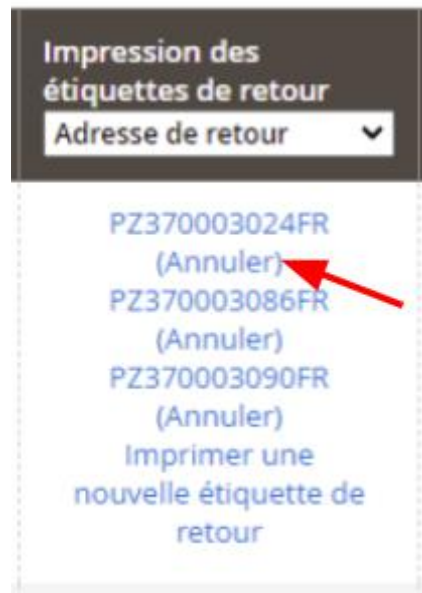 Impression des
étiquettes de retour
Adresse de retour
PZ370003024FR
(Annuler)
PZ370003086FR
(Annuler)
PZ370003090FR
(Annuler)
Imprimer une
nouvelle étiquette de
retour